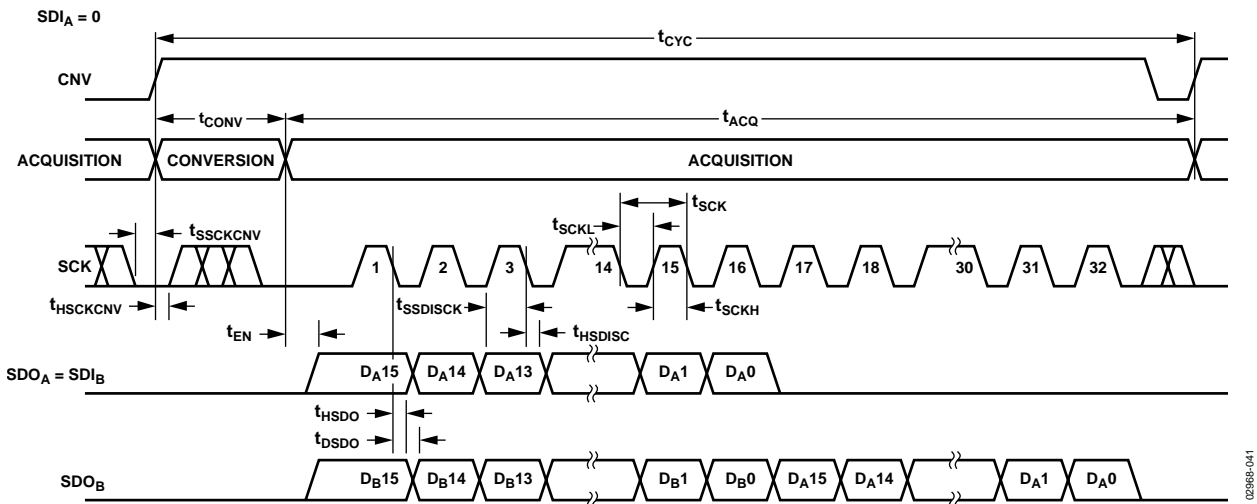 SDIA = 0
tCYC
CNV
tCONV
tACQ
ACQUISITION CONVERSION ACQUISITION
tSCK
tSCKL
tSSCKCNV
SCK 1 2 3 14 15 16 17 18 30 31 32
tHSCKCNV tSSDISCK tSCKH
tEN tHSDISC
SDOA = SDIB DA15 DA14 DA13 DA1 DA0
tHSDO
tDSDO
SDOB DB15 DB14 DB13 DB1 DB0 DA15 DA14 DA1 DA0
02968-041